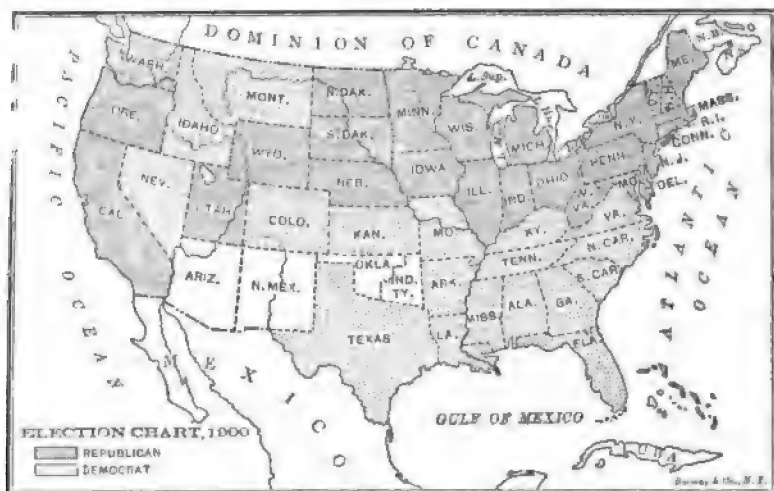 DOMINION OF CANADA
PACIFIC
OCEAN
ATLANTIC
OCEAN
MEXICO
GULF OF MEXICO
CUBA
L. Sup.
WASH.
ORE.
CAL.
IDAHO
NEV.
UTAH
ARIZ.
MONT.
WYO.
COLO.
N. MEX.
N. DAK.
S. DAK.
NEB.
KAN.
OKLA.
IND. TY.
TEXAS
MINN.
IOWA
MO.
ARK.
LA.
WIS.
ILL.
MICH.
IND.
OHIO
KY.
TENN.
MISS.
ALA.
GA.
FLA.
S. CAR.
N. CAR.
VA.
W. VA.
MD.
DEL.
PENN.
N.J.
N.Y.
CONN.
R.I.
MASS.
ME.
N.B.
ELECTION CHART, 1900
REPUBLICAN
DEMOCRAT